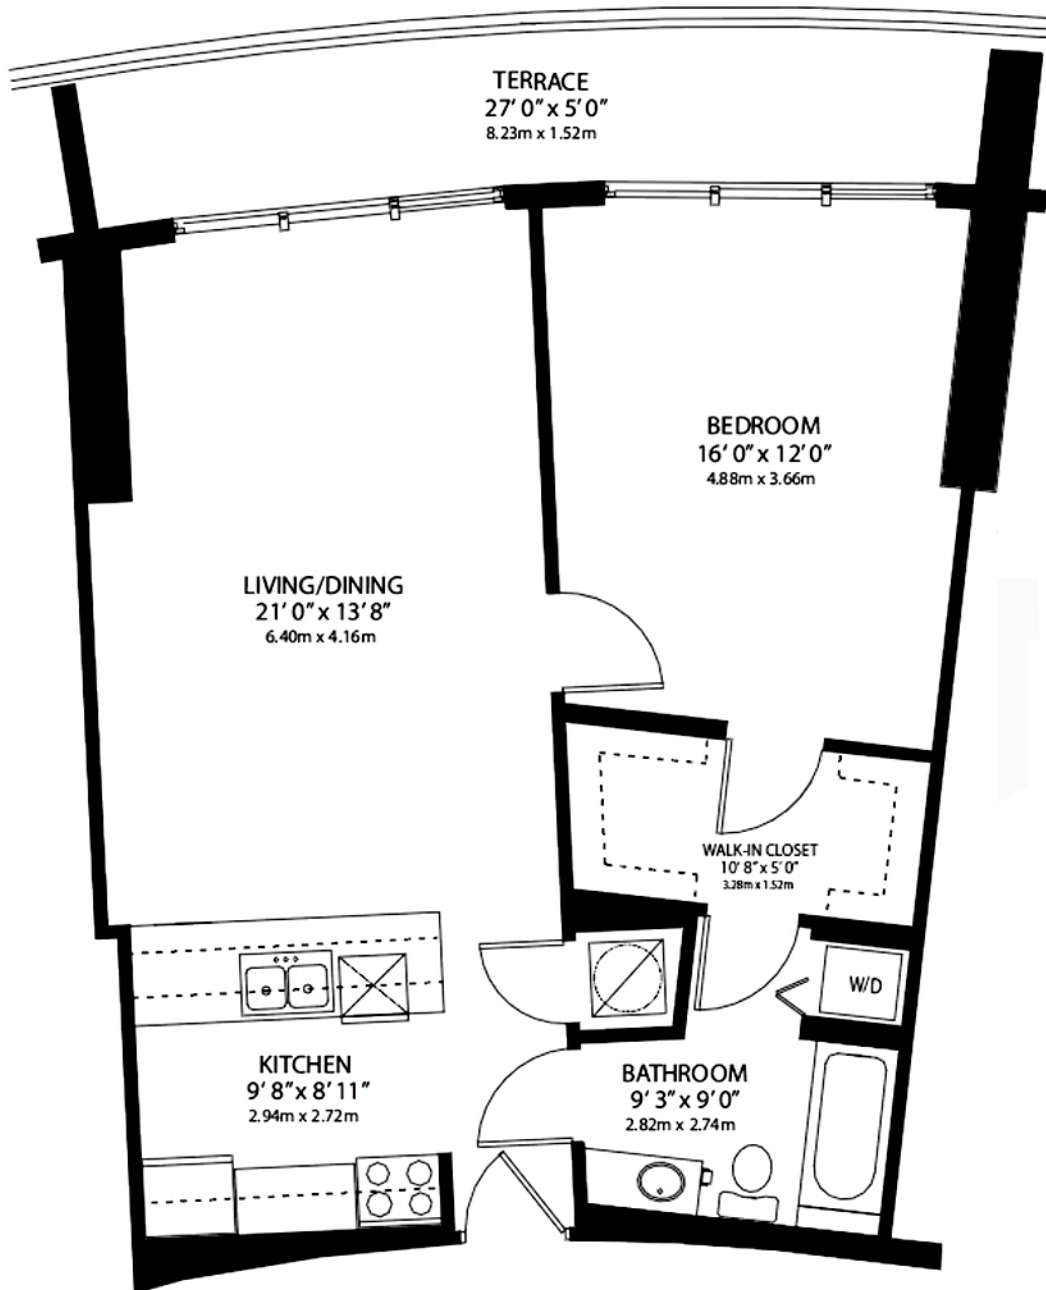 TERRACE
27' 0" x 5' 0"
8.23m x 1.52m
BEDROOM
16' 0" x 12' 0"
4.88m x 3.66m
LIVING/DINING
21' 0" x 13' 8"
6.40m x 4.16m
WALK-IN CLOSET
10' 8" x 5' 0"
3.28m x 1.52m
W/D
KITCHEN
9' 8" x 8' 11"
2.94m x 2.72m
BATHROOM
9' 3" x 9' 0"
2.82m x 2.74m